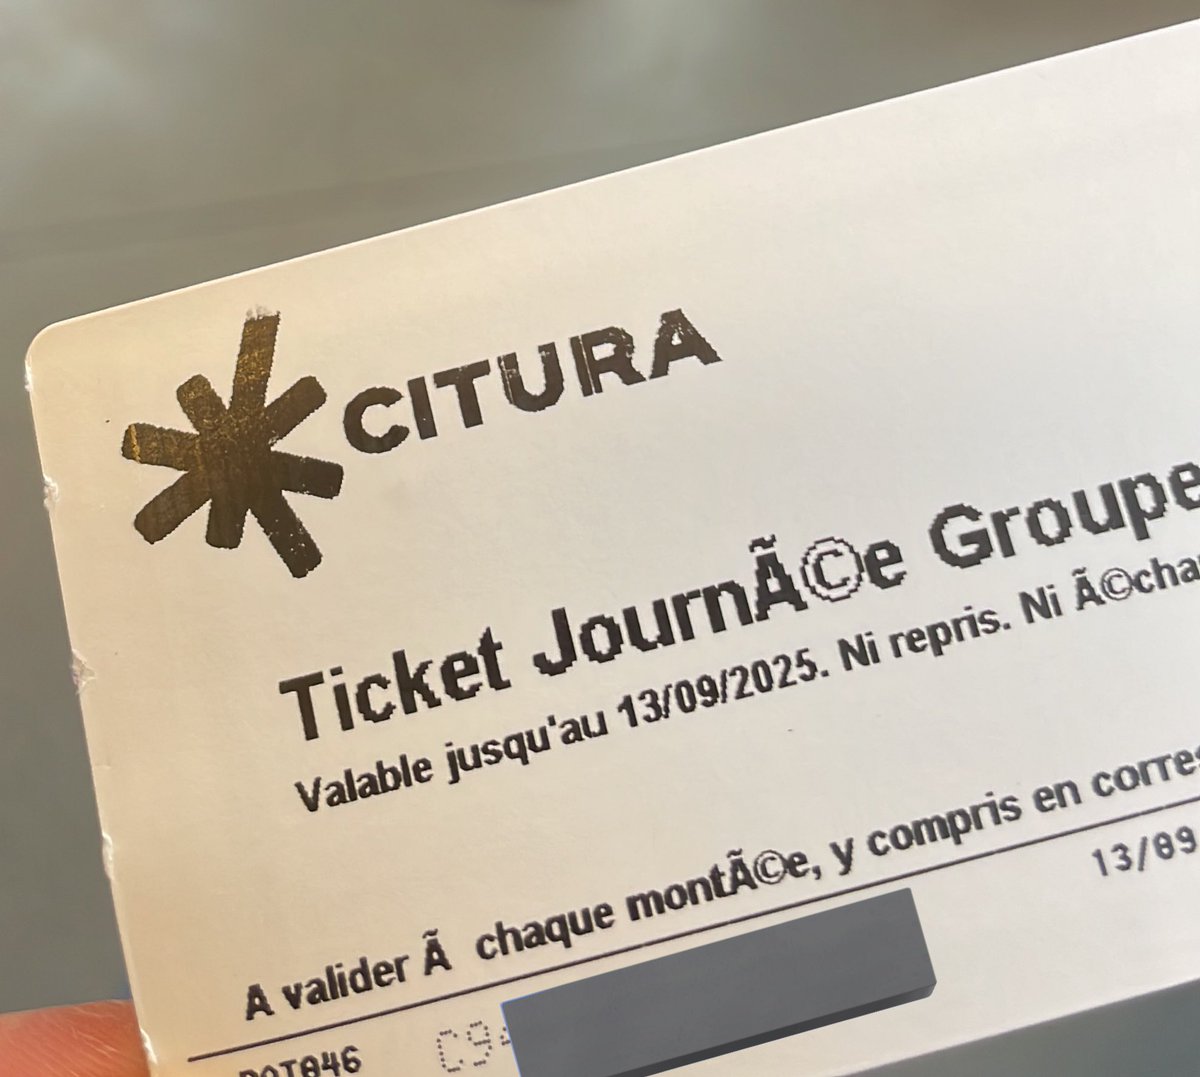 CITURA
Ticket JournÃ©e Groupe
Valable jusqu'au 13/09/2025. Ni repris. Ni Ã©cha
A valider Ã  chaque montÃ©e, y compris en corres
13/09
C94